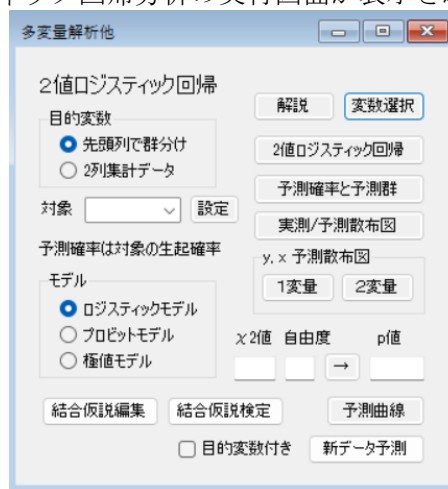 多変量解析他
2値ロジスティック回帰
解説 変数選択
目的変数
先頭列で群分け
2列集計データ
2値ロジスティック回帰
予測確率と予測群
対象 設定
実測/予測散布図
予測確率は対象の生起確率
y, x 予測散布図
1変量 2変量
モデル
ロジスティックモデル
プロビットモデル
極値モデル
χ2値 自由度 p値
→
結合仮説編集 結合仮説検定 予測曲線
目的変数付き 新データ予測